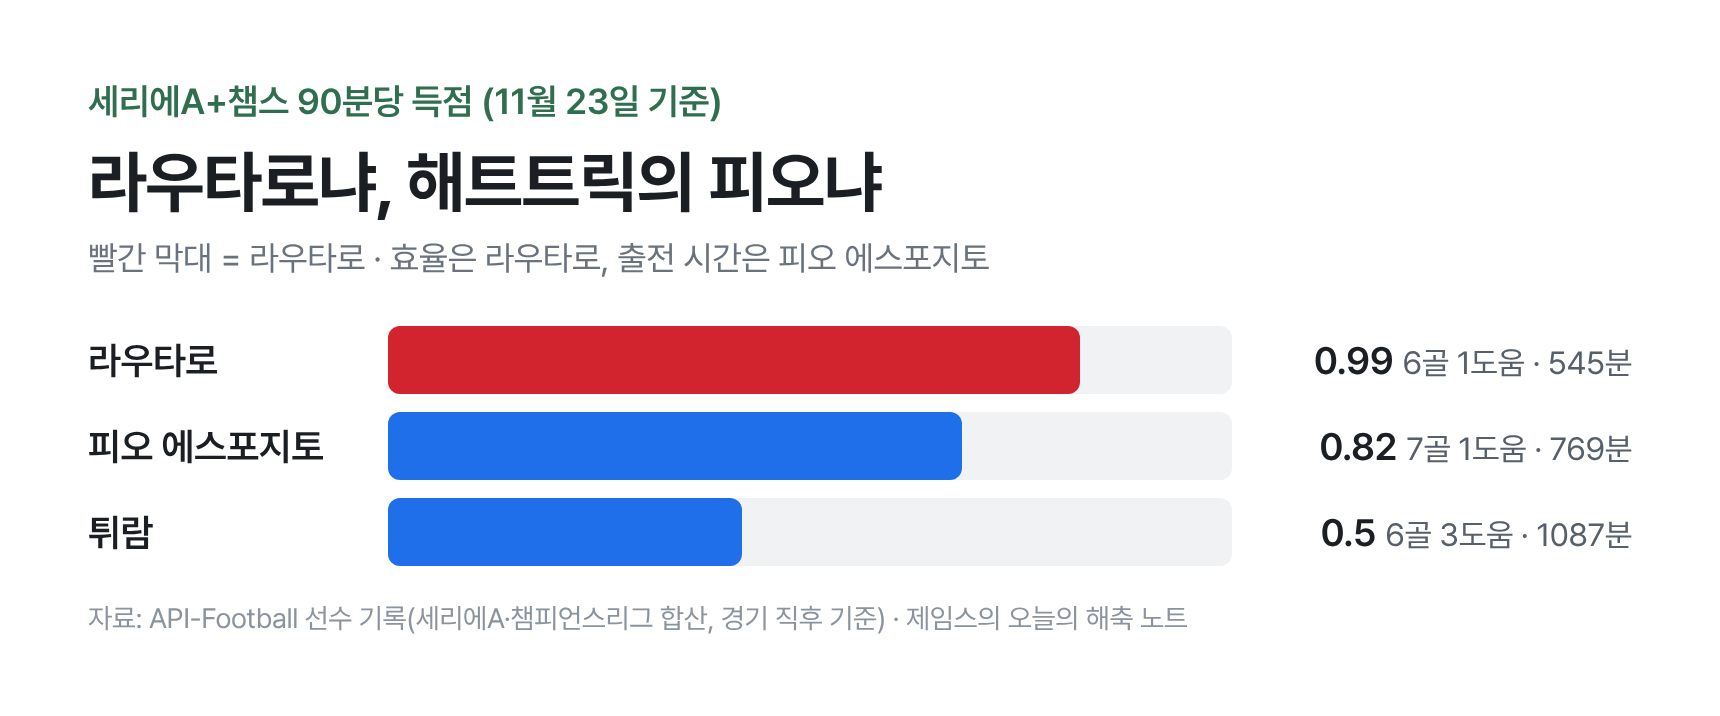 세리에A+챔스 90분당 득점 (11월 23일 기준)
라우타로냐, 해트트릭의 피오냐
빨간 막대 = 라우타로 · 효율은 라우타로, 출전 시간은 피오 에스포지토
라우타로 0.99 6골 1도움 · 545분
피오 에스포지토 0.82 7골 1도움 · 769분
튀람 0.5 6골 3도움 · 1087분
자료: API-Football 선수 기록(세리에A·챔피언스리그 합산, 경기 직후 기준) · 제임스의 오늘의 해축 노트